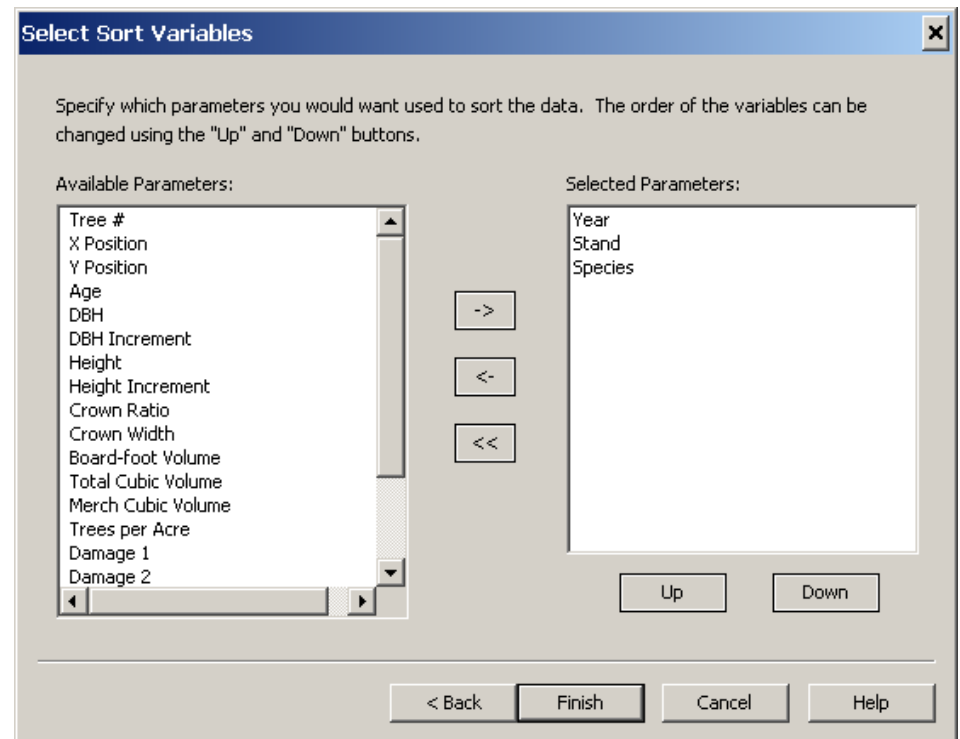 Select Sort Variables
Specify which parameters you would want used to sort the data. The order of the variables can be
changed using the "Up" and "Down" buttons.
Available Parameters:
Tree #
X Position
Y Position
Age
DBH
DBH Increment
Height
Height Increment
Crown Ratio
Crown Width
Board-foot Volume
Total Cubic Volume
Merch Cubic Volume
Trees per Acre
Damage 1
Damage 2
->
<-
<<
Selected Parameters:
Year
Stand
Species
Up
Down
< Back
Finish
Cancel
Help